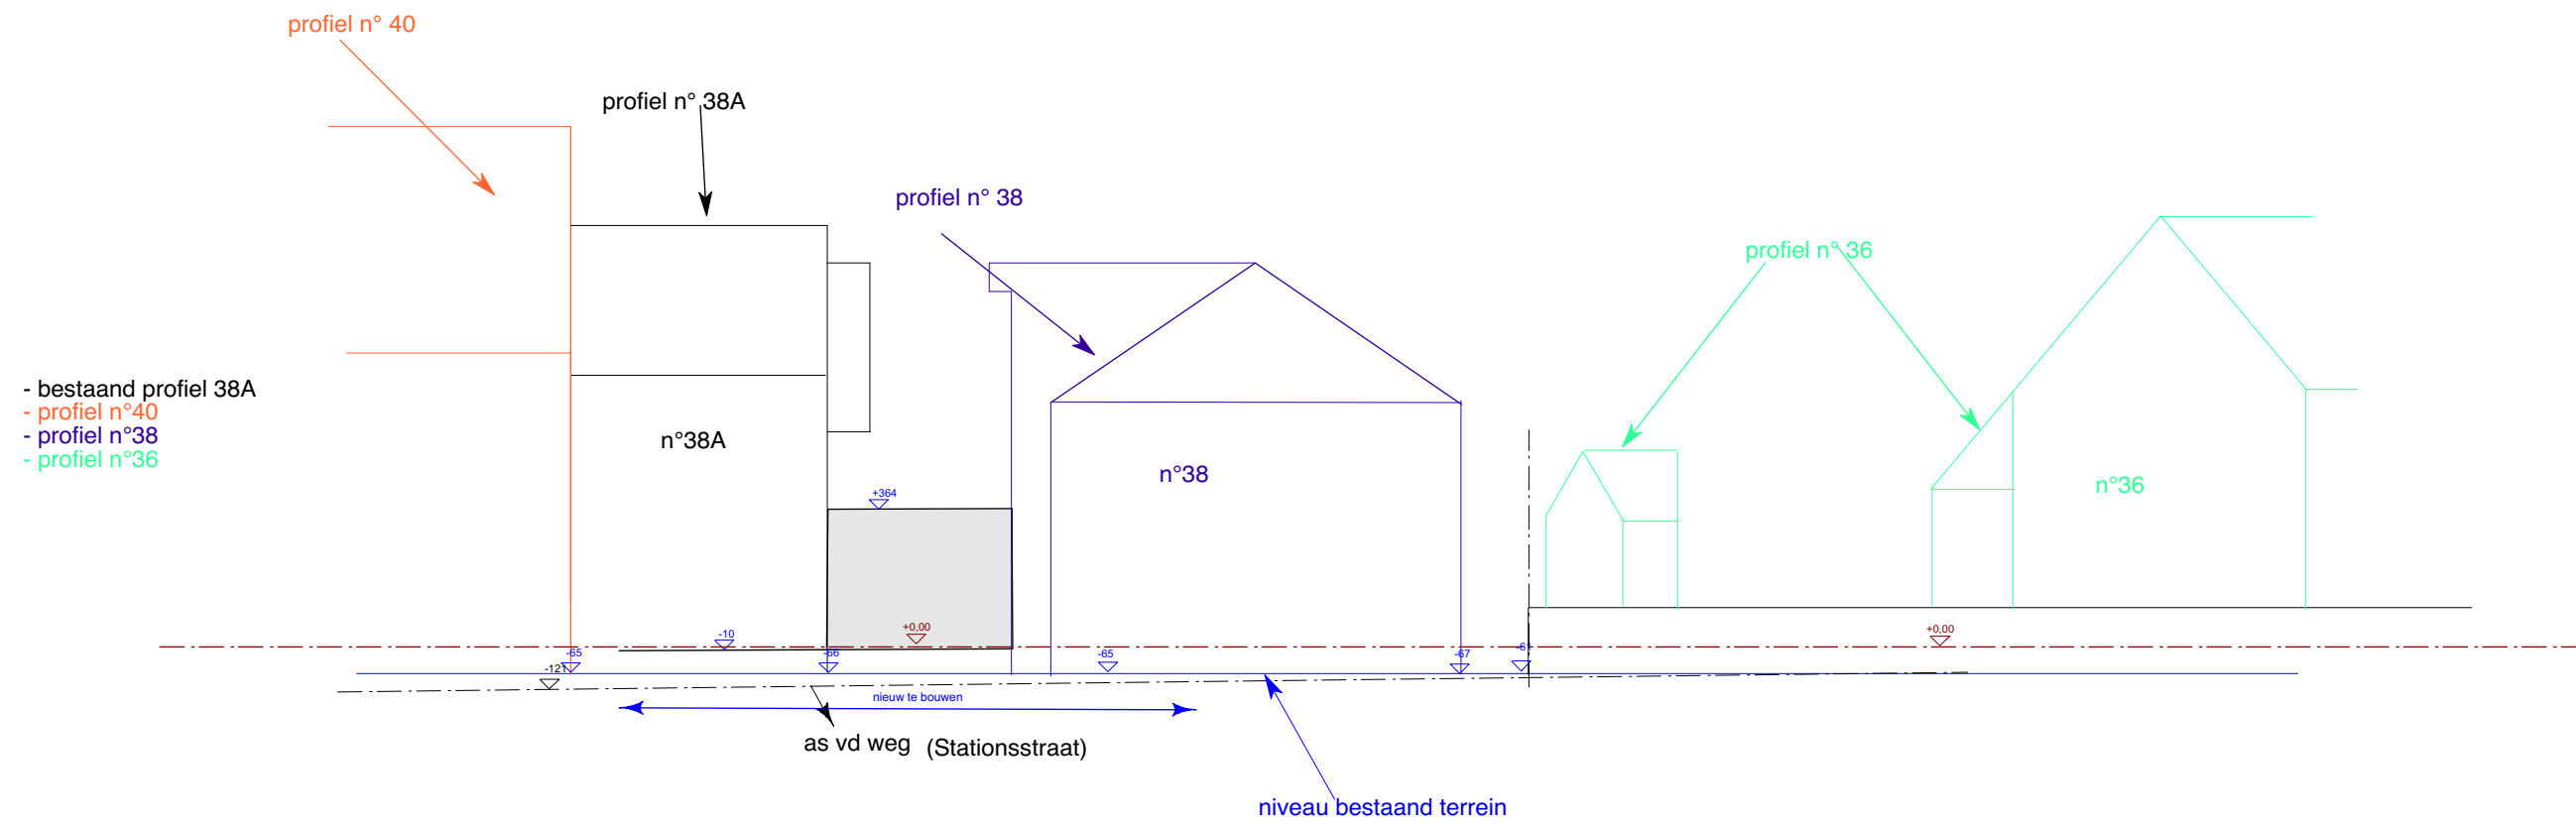 profiel n° 40
profiel n° 38A
profiel n° 38
profiel n° 36
- bestaand profiel 38A
- profiel n°40
- profiel n°38
- profiel n°36
n°38A
n°38
n°36
+364
-10
+0,00
+0,00
-65
-66
-65
-67
-61
-121
nieuw te bouwen
as vd weg (Stationsstraat)
niveau bestaand terrein